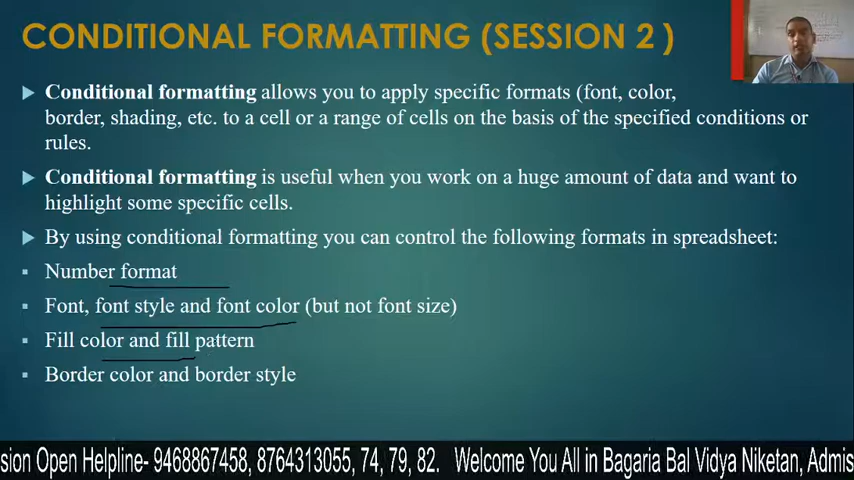 CONDITIONAL FORMATTING (SESSION 2 )
Conditional formatting allows you to apply specific formats (font, color,
border, shading, etc. to a cell or a range of cells on the basis of the specified conditions or
rules.
Conditional formatting is useful when you work on a huge amount of data and want to
highlight some specific cells.
By using conditional formatting you can control the following formats in spreadsheet:
Number format
Font, font style and font color (but not font size)
Fill color and fill pattern
Border color and border style
sion Open Helpline- 9468867458, 8764313055, 74, 79, 82. Welcome You All in Bagaria Bal Vidya Niketan, Admis